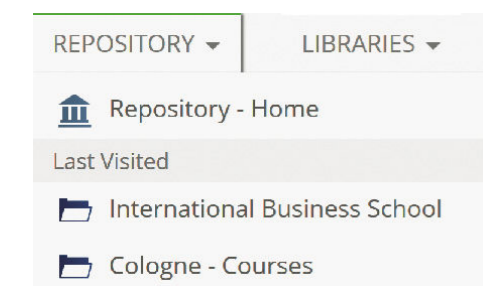 REPOSITORY LIBRARIES
Repository - Home
Last Visited
International Business School
Cologne - Courses